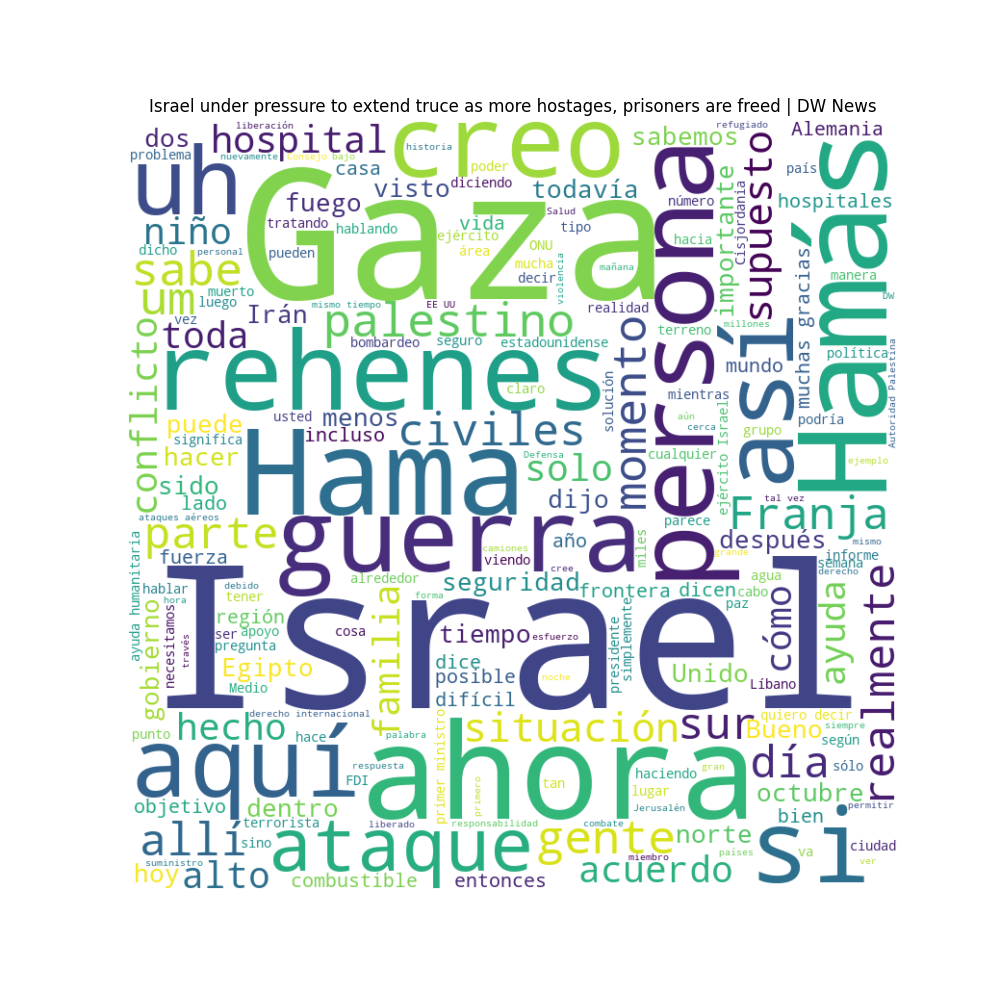 Israel under pressure to extend truce as more hostages, prisoners are freed | DW News
liberación
refugiado
dos
hospital
creo
sabemos
Alemania
problema
nuevamente
Consejo bajo
historia
poder
casa
visto
diciendo
todavía
persona
supuesto
país
Hamás
uh
Gaza
fuego
niño
tratando
hablando
vida
Salud
tipo
número
importante
Cisjordania
hospitales
dicho
personal
pueden
ejército
área
ONU
mucha
decir
violencia
mañana
hacia
muchas gracias
manera
sabe
um
muerto
luego
mismo tiempo
EE UU
realidad
DW
vez
Irán
palestino
terreno
millones
toda
bombardeo
seguro
estadounidense
momento
así
mundo
política
Autoridad Palestina
conflicto
rehenes
claro
solución
mientras
podría
puede
usted
menos
civiles
aún
cerca
grupo
significa
incluso
hacer
Hama
Defensa
solo
cualquier
ejército Israel
ejemplo
sido
lado
dijo
tal vez
ataques aéreos
parte
guerra
año
miles
parece
Franja
después
mismo
ayuda humanitaria
fuerza
camiones
viendo
grande
informe
semana
cree
derecho
hablar
debido
tener
alrededor
seguridad
frontera
dicen
cabo
agua
paz
hora
gobierno
necesitamos
través
región
forma
Israel
familia
simplemente
presidente
cómo
ayuda
realmente
ser
apoyo
cosa
pregunta
tiempo
esfuerzo
Egipto
dice
posible
noche
Unido
Líbano
Medio
difícil
derecho internacional
punto
hecho
hace
palabra
primer ministro
situación
sur
quiero decir
Bueno
siempre
según
aquí
respuesta
FDI
ahora
primero
tan
haciendo
gran
día
sólo
lugar
octubre
objetivo
dentro
Jerusalén
permitir
terrorista
liberado
responsabilidad
combate
bien
allí
sino
ataque
gente
norte
si
ciudad
suministro
miembro
países
va
ver
hoy
alto
combustible
entonces
acuerdo